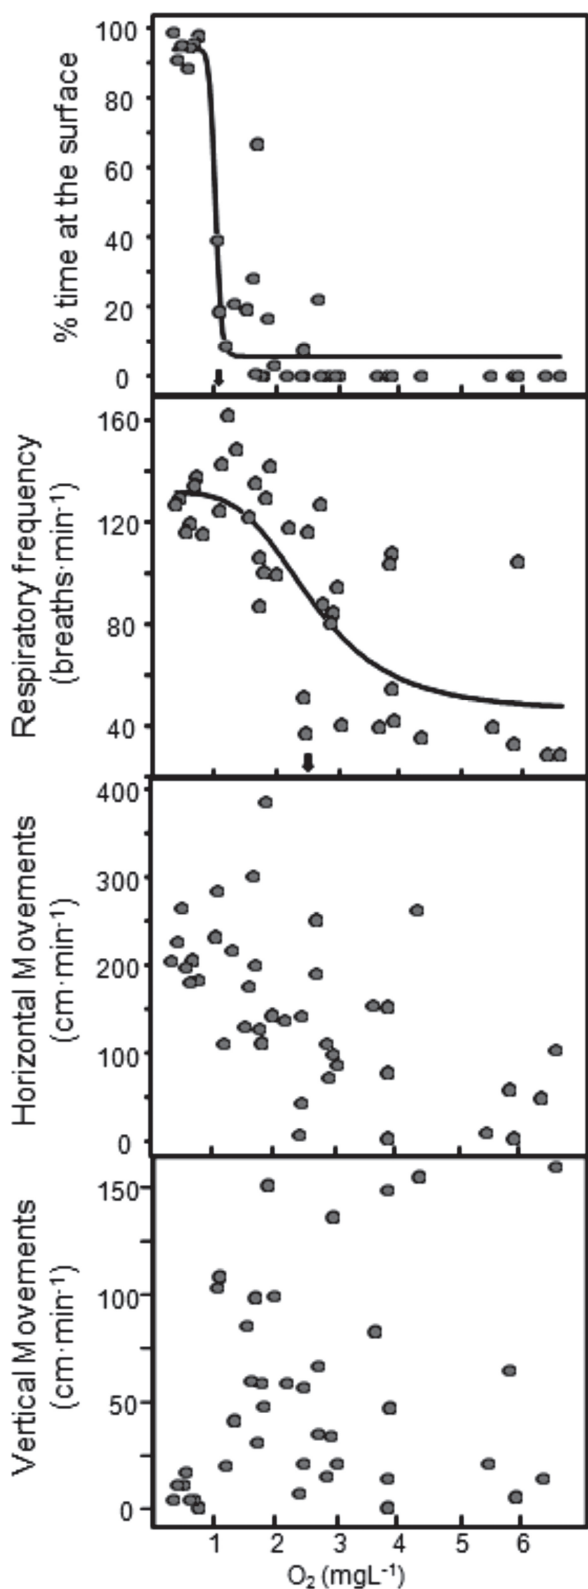 % time at the surface
100
80
60
40
20
0
Respiratory frequency
(breaths·min-1)
160
120
80
40
Horizontal Movements
(cm·min-1)
400
300
200
100
0
Vertical Movements
(cm·min-1)
150
100
50
0
1 2 3 4 5 6
O2 (mgL-1)